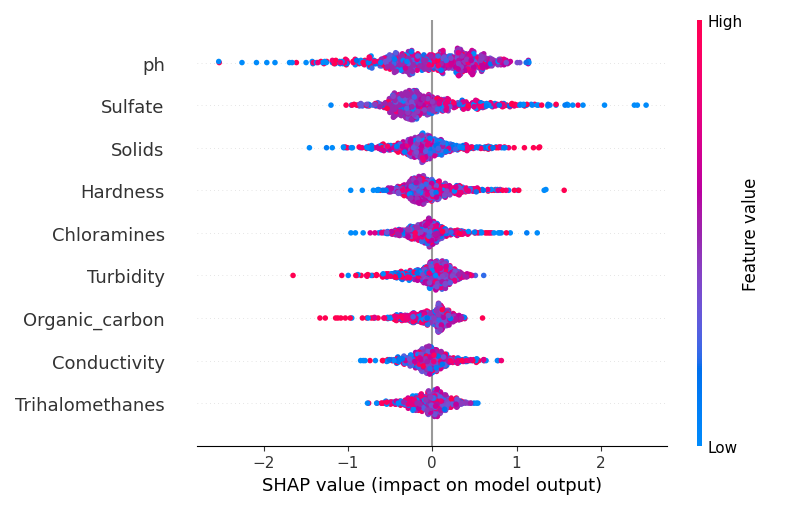 High
ph
Sulfate
Solids
Hardness
Chloramines
Turbidity
Organic_carbon
Conductivity
Trihalomethanes
Feature value
Low
−2 −1 0 1 2
SHAP value (impact on model output)